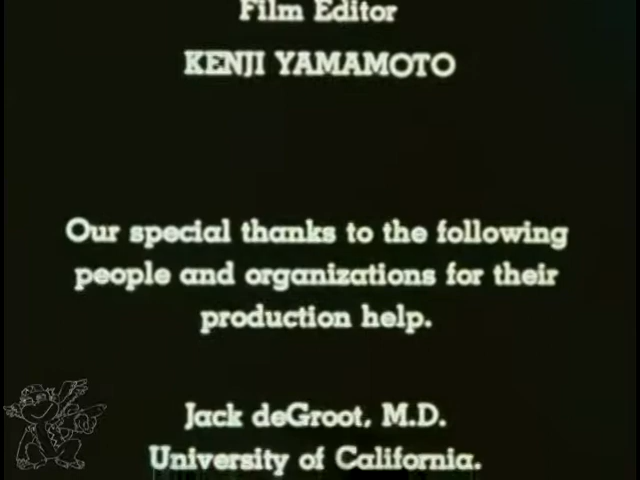 Film Editor
KENJI YAMAMOTO
Our special thanks to the following
people and organizations for their
production help.
Jack deGroot, M.D.
University of California.